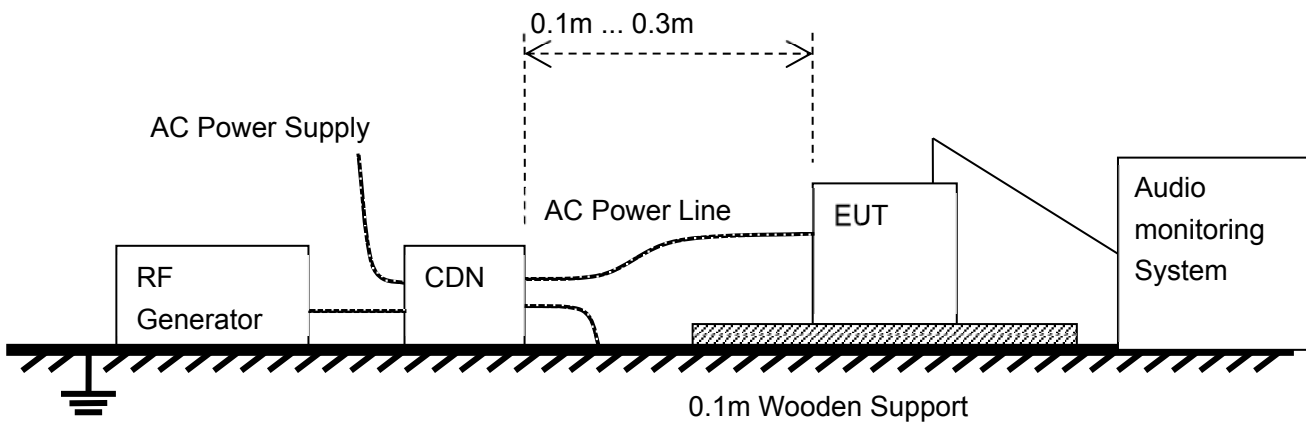 0.1m ... 0.3m
AC Power Supply
AC Power Line
EUT
Audio
monitoring
System
RF
Generator
CDN
0.1m Wooden Support